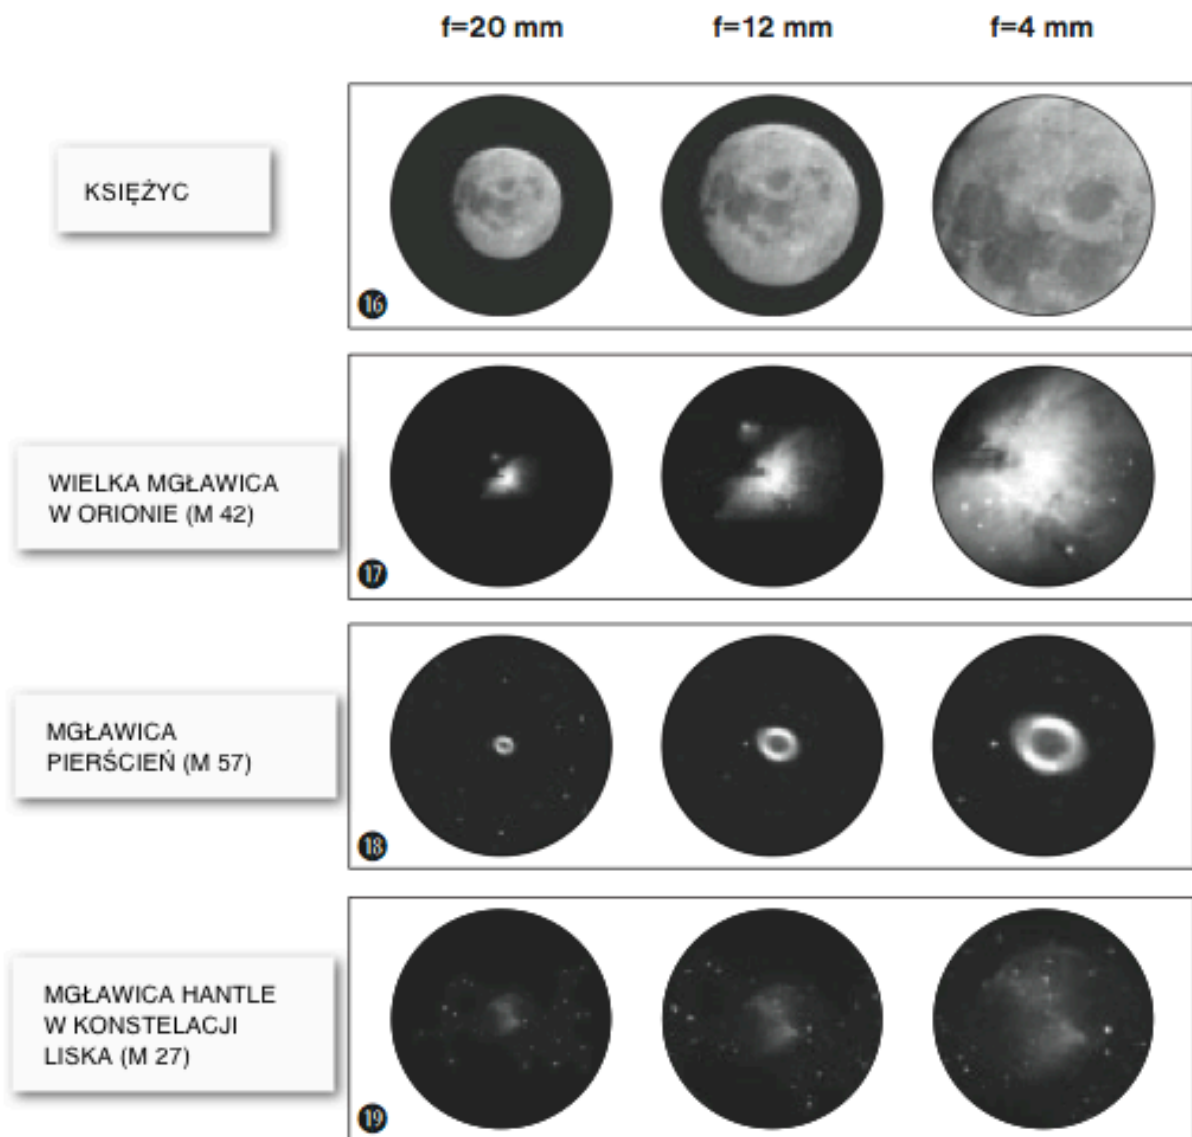 f=20 mm
f=12 mm
f=4 mm
KSIĘŻYC
16
WIELKA MGŁAWICA
W ORIONIE (M 42)
17
MGŁAWICA
PIERŚCIEŃ (M 57)
18
MGŁAWICA HANTLE
W KONSTELACJI
LISKA (M 27)
19